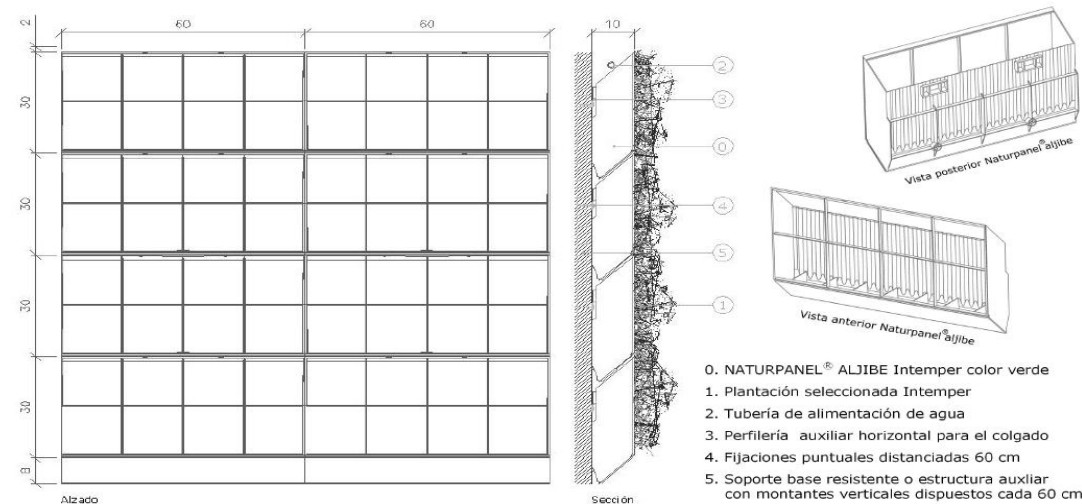 60
60
10
2
30
30
30
30
8
2
3
0
4
5
1
Alzado
Sección
Vista posterior Naturpanel® aljibe
Vista anterior Naturpanel® aljibe
0. NATURPANEL® ALJIBE Intemper color verde
1. Plantación seleccionada Intemper
2. Tubería de alimentación de agua
3. Perfilería auxiliar horizontal para el colgado
4. Fijaciones puntuales distanciadas 60 cm
5. Soporte base resistente o estructura auxliar
con montantes verticales dispuestos cada 60 cm